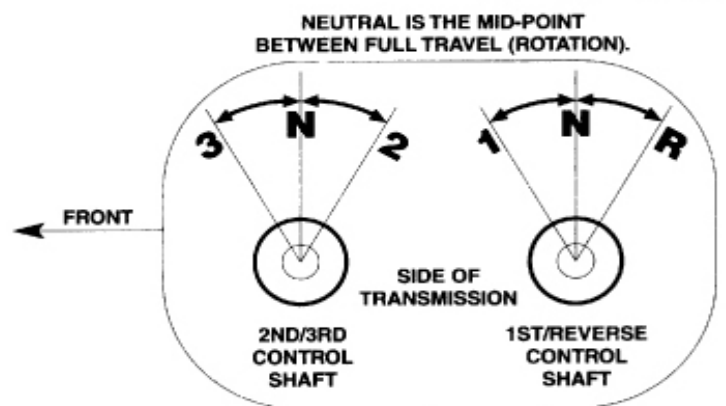 NEUTRAL IS THE MID-POINT
BETWEEN FULL TRAVEL (ROTATION).
3 N 2
1 N R
FRONT
SIDE OF
TRANSMISSION
2ND/3RD
CONTROL
SHAFT
1ST/REVERSE
CONTROL
SHAFT